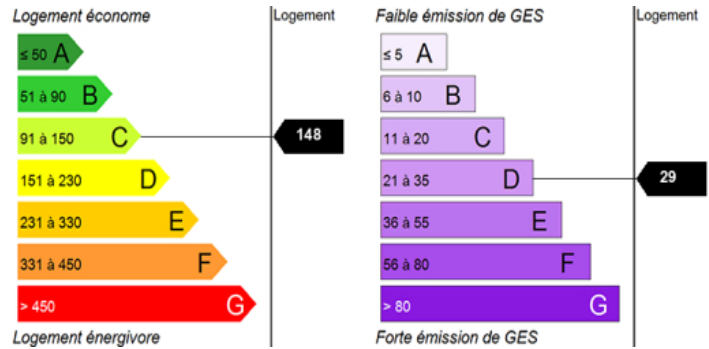 Logement économe
Logement
≤ 50 A
51 à 90 B
91 à 150 C
148
151 à 230 D
231 à 330 E
331 à 450 F
> 450 G
Logement énergivore
Faible émission de GES
Logement
≤ 5 A
6 à 10 B
11 à 20 C
21 à 35 D
29
36 à 55 E
56 à 80 F
> 80 G
Forte émission de GES